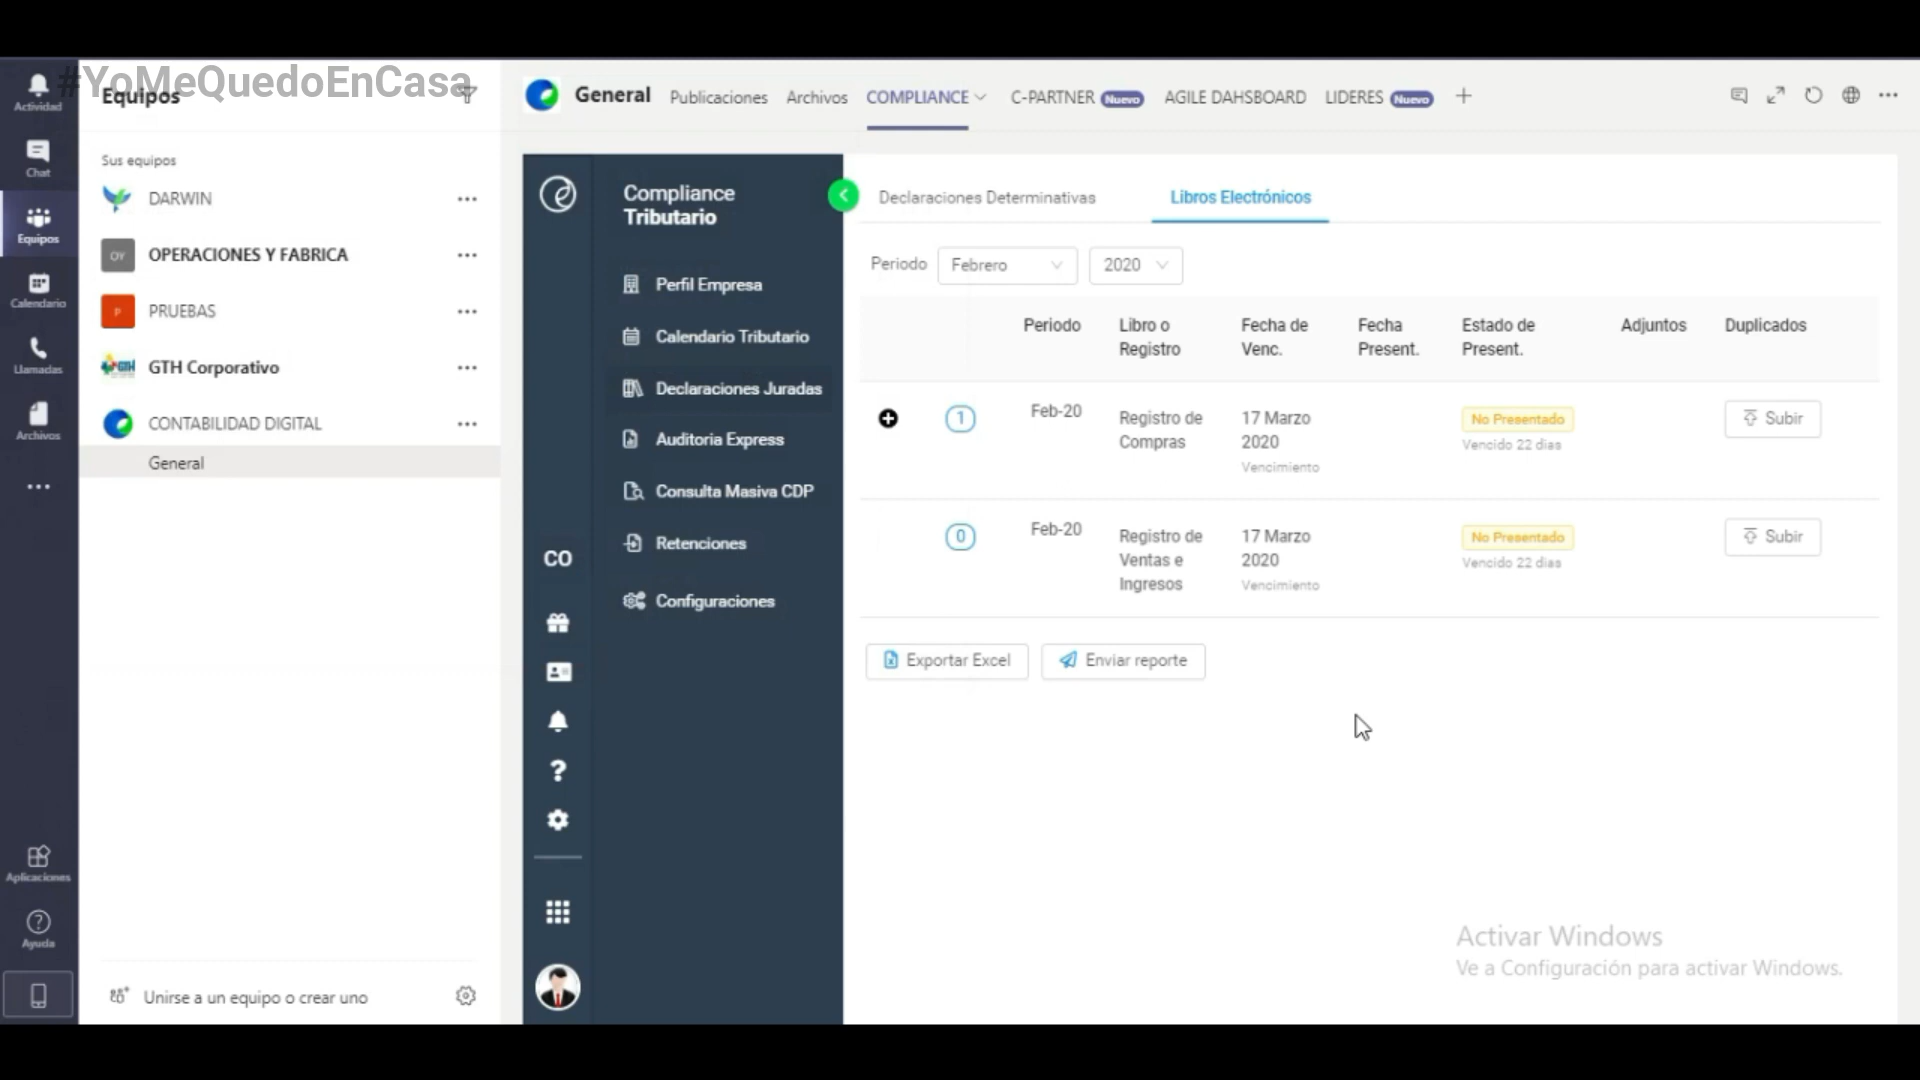 #YoMeQuedoEnCasa
Actividad
Chat
Equipos
Calendario
Llamadas
Archivos
Aplicaciones
Ayuda
Equipos
Sus equipos
DARWIN
OY
OPERACIONES Y FABRICA
P
PRUEBAS
GTH
GTH Corporativo
CONTABILIDAD DIGITAL
General
Unirse a un equipo o crear uno
General Publicaciones Archivos COMPLIANCE C-PARTNER Nuevo AGILE DAHSBOARD LIDERES Nuevo
CO
Compliance
Tributario
Perfil Empresa
Calendario Tributario
Declaraciones Juradas
Auditoria Express
Consulta Masiva CDP
Retenciones
Configuraciones
Declaraciones Determinativas Libros Electrónicos
Periodo Febrero 2020
Periodo
Libro o
Registro
Fecha de
Venc.
Fecha
Present.
Estado de
Present.
Adjuntos
Duplicados
1
Feb-20
Registro de
Compras
17 Marzo
2020
Vencimiento
No Presentado
Vencido 22 dias
Subir
0
Feb-20
Registro de
Ventas e
Ingresos
17 Marzo
2020
Vencimiento
No Presentado
Vencido 22 dias
Subir
Exportar Excel Enviar reporte
Activar Windows
Ve a Configuración para activar Windows.